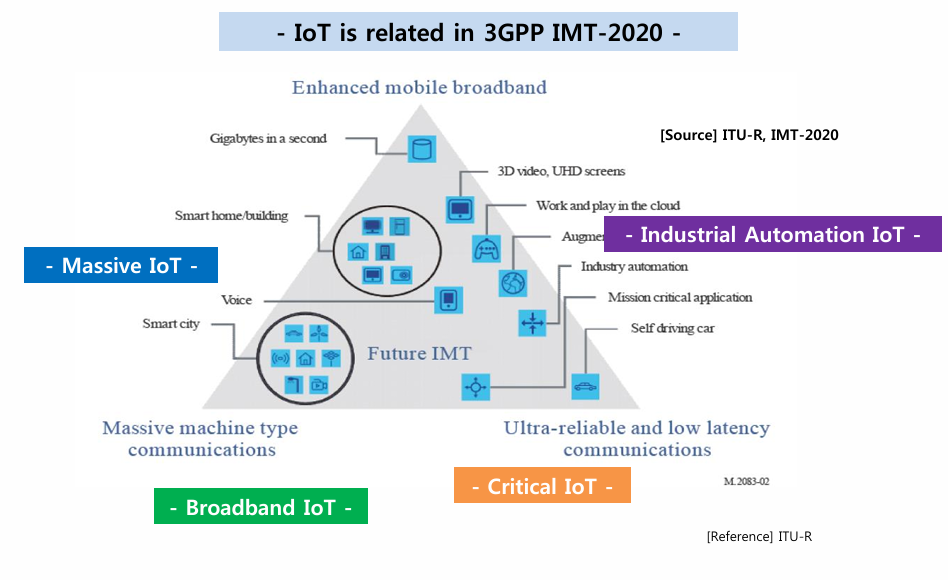 - IoT is related in 3GPP IMT-2020 -
Enhanced mobile broadband
[Source] ITU-R, IMT-2020
Gigabytes in a second
3D video, UHD screens
Work and play in the cloud
Smart home/building
Augme
- Industrial Automation IoT -
- Massive IoT -
Industry automation
Voice
Mission critical application
Smart city
Self driving car
Future IMT
Massive machine type
communications
Ultra-reliable and low latency
communications
M.2083-02
- Critical IoT -
- Broadband IoT -
[Reference] ITU-R